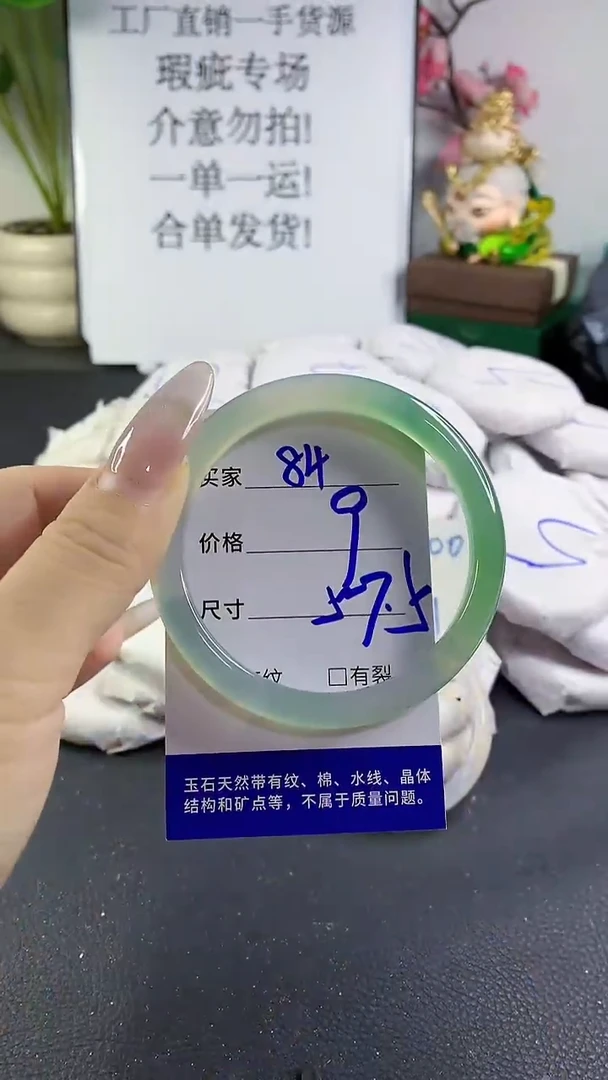 工厂直销一手货源
瑕疵专场
介意勿拍!
一单一运!
合单发货!
买家 84
价格
尺寸 57.5
纹 □有裂
玉石天然带有纹、棉、水线、晶体
结构和矿点等，不属于质量问题。